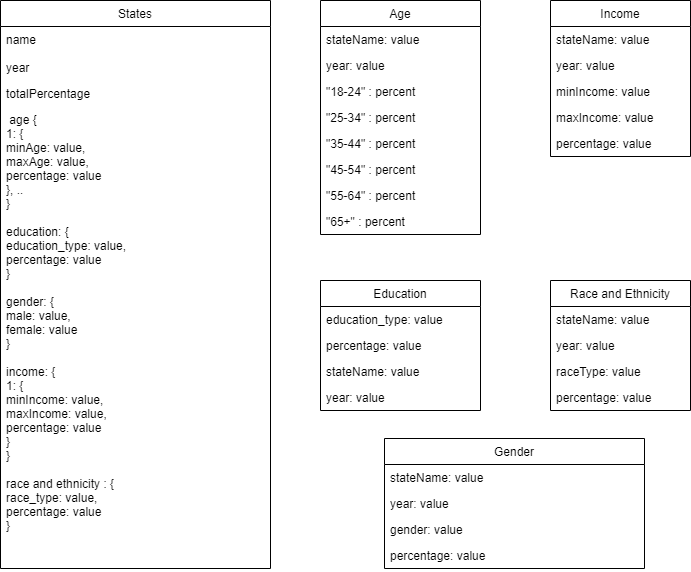 States
name
year
totalPercentage
age {
1: {
minAge: value,
maxAge: value,
percentage: value
}, ..
}
education: {
education_type: value,
percentage: value
}
gender: {
male: value,
female: value
}
income: {
1: {
minIncome: value,
maxIncome: value,
percentage: value
}
}
race and ethnicity : {
race_type: value,
percentage: value
}
Age
stateName: value
year: value
"18-24" : percent
"25-34" : percent
"35-44" : percent
"45-54" : percent
"55-64" : percent
"65+" : percent
Income
stateName: value
year: value
minIncome: value
maxIncome: value
percentage: value
Education
education_type: value
percentage: value
stateName: value
year: value
Race and Ethnicity
stateName: value
year: value
raceType: value
percentage: value
Gender
stateName: value
year: value
gender: value
percentage: value